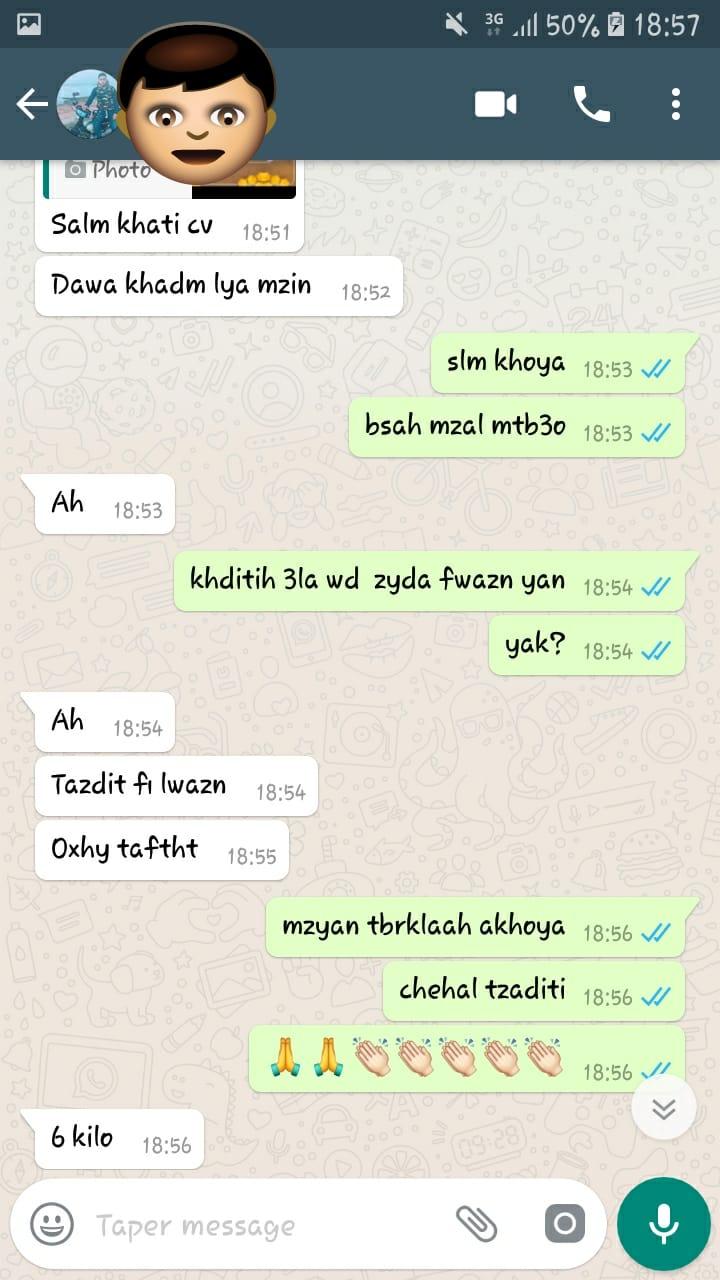 3G 50% 18:57
Photo
Salm khati cv 18:51
Dawa khadm lya mzin 18:52
slm khoya 18:53
bsah mzal mtb3o 18:53
Ah 18:53
khditih 3la wd zyda fwazn yan 18:54
yak? 18:54
Ah 18:54
Tazdit fi lwazn 18:54
Oxhy taftht 18:55
mzyan tbrklaah akhoya 18:56
chehal tzaditi 18:56
🙏🙏👏🏻👏🏻👏🏻👏🏻👏🏻 18:56
6 kilo 18:56
Taper message